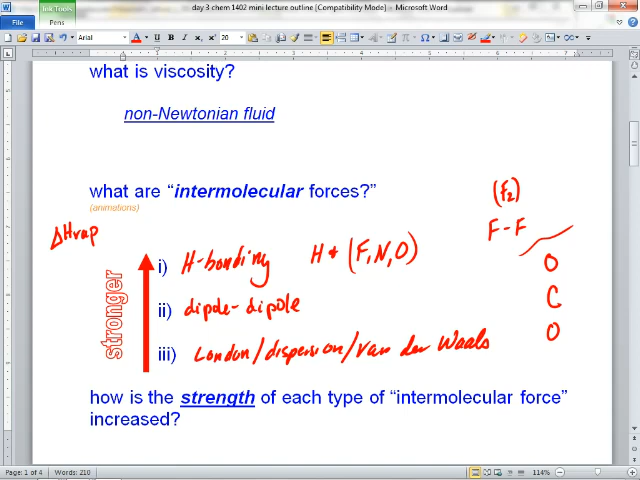 day 3 chem 1402 mini lecture outline [Compatibility Mode] - Microsoft Word
Ink Tools
File
Pens
20
what is viscosity?
non-Newtonian fluid
what are “intermolecular forces?”
(animations)
(F2)
F-F
ΔHvap
stronger
i) H-bonding H + (F, N, O)
ii) dipole-dipole
iii) London/dispersion/Van der Waals
O
C
O
how is the strength of each type of “intermolecular force”
increased?
Page: 1 of 4 Words: 210 114%